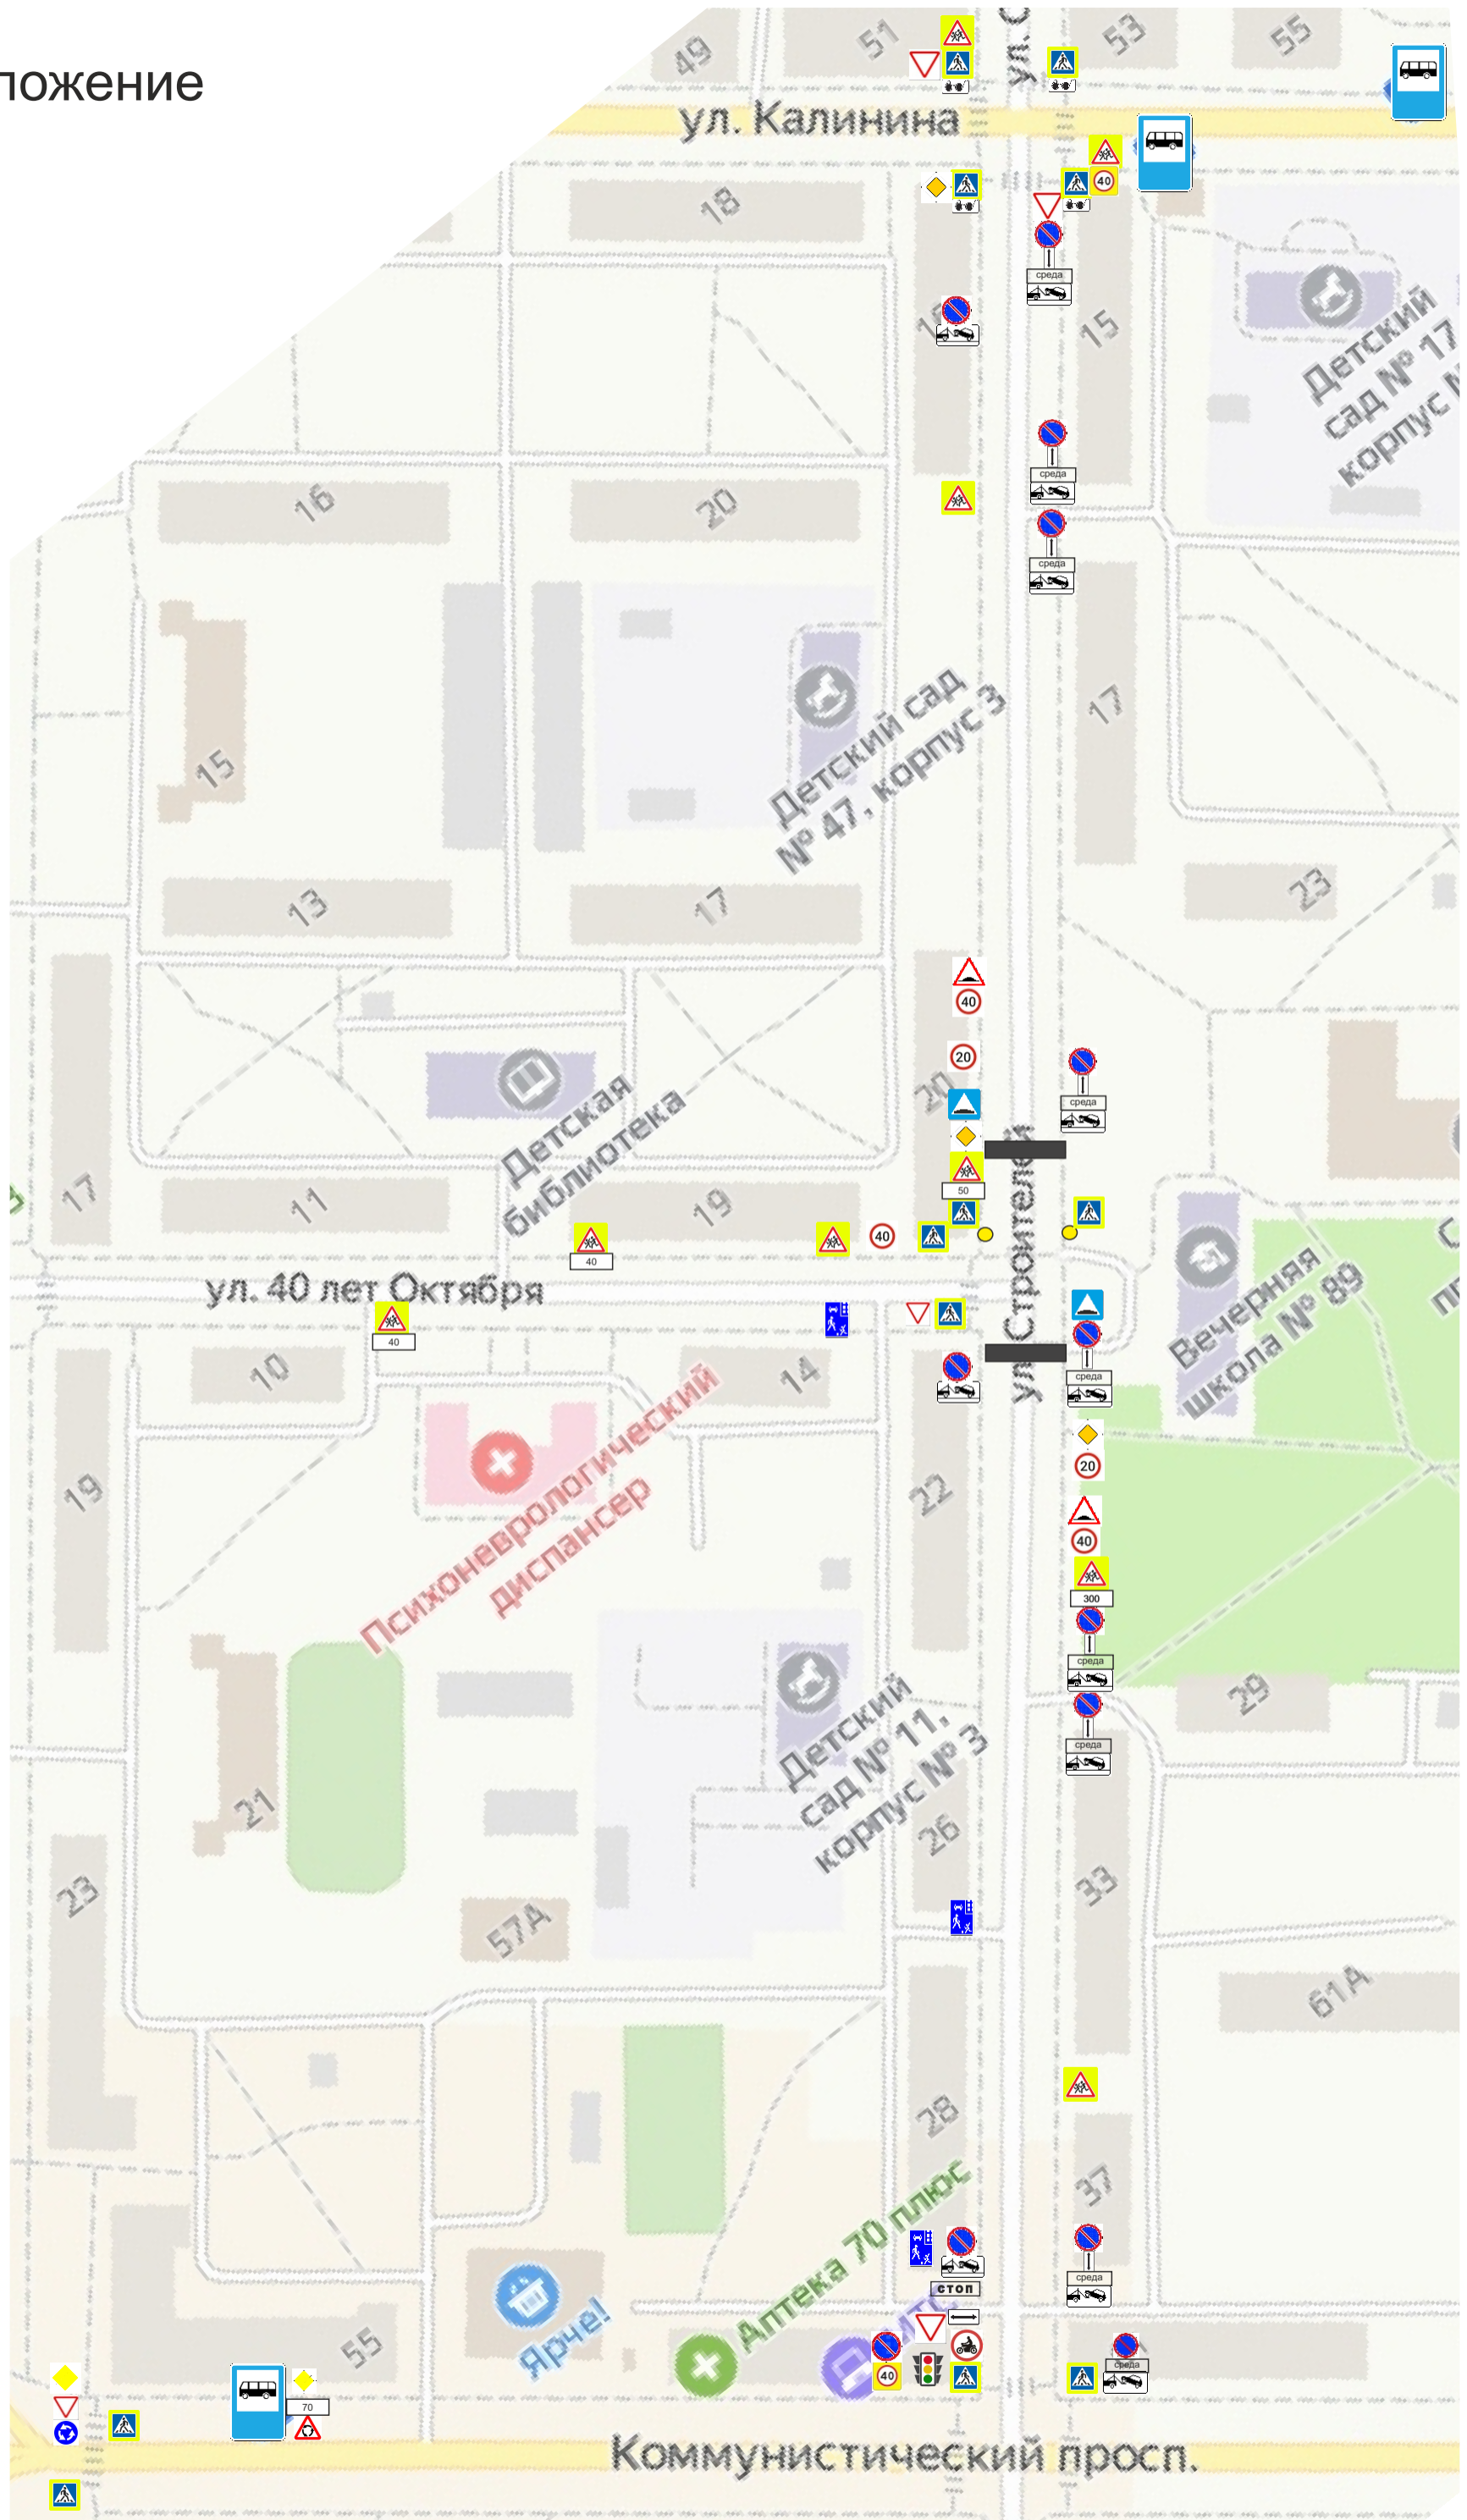 ложение
49
51
53
55
ул. С
ул. Калинина
18
40
среда
15
Детский
сад № 17
корпус
среда
16
20
среда
15
Детский сад
№ 47, корпус 3
17
13
17
23
40
20
20
среда
Детская
библиотека
50
17
11
19
40
40
ул. 40 лет Октября
ул. Строителей
40
Вечерняя
школа № 89
10
14
среда
Психоневрологический
диспансер
19
22
20
40
300
среда
29
среда
21
Детский
сад № 11,
корпус № 3
26
23
57А
33
61А
28
37
Аптека 70 плюс
среда
стоп
МТС
Ярче!
55
40
среда
70
Коммунистический просп.